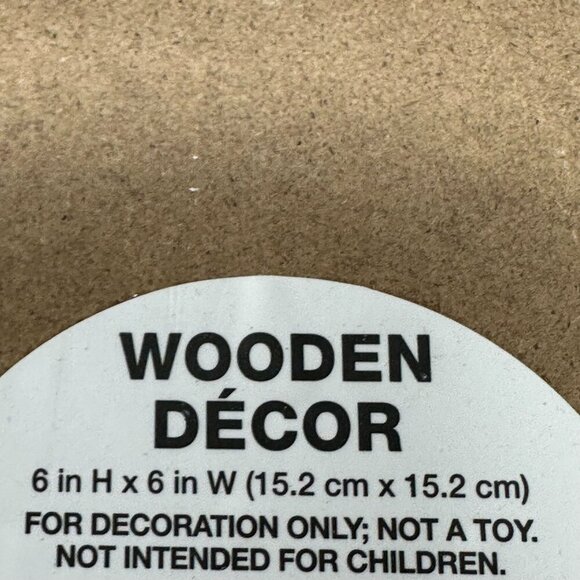 WOODEN
DÉCOR
6 in H x 6 in W (15.2 cm x 15.2 cm)
FOR DECORATION ONLY; NOT A TOY.
NOT INTENDED FOR CHILDREN.